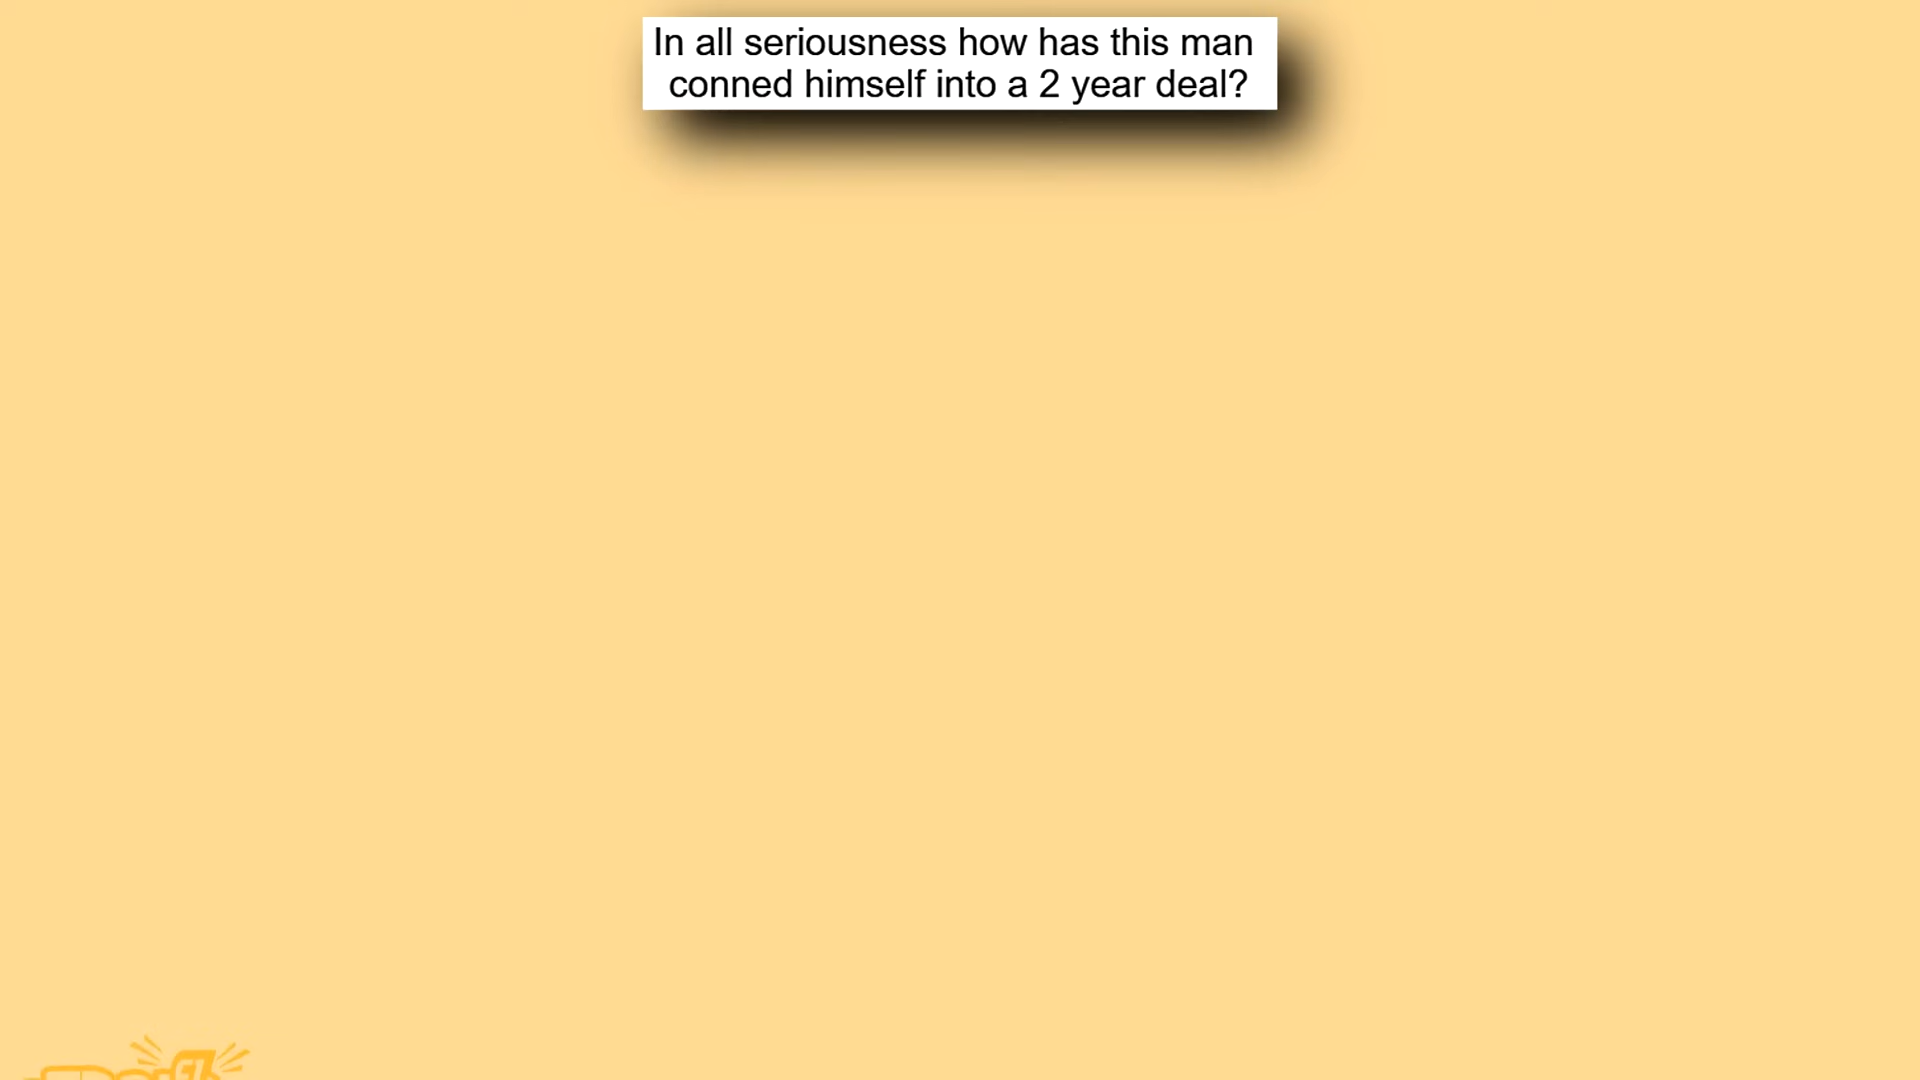 In all seriousness how has this man
conned himself into a 2 year deal?